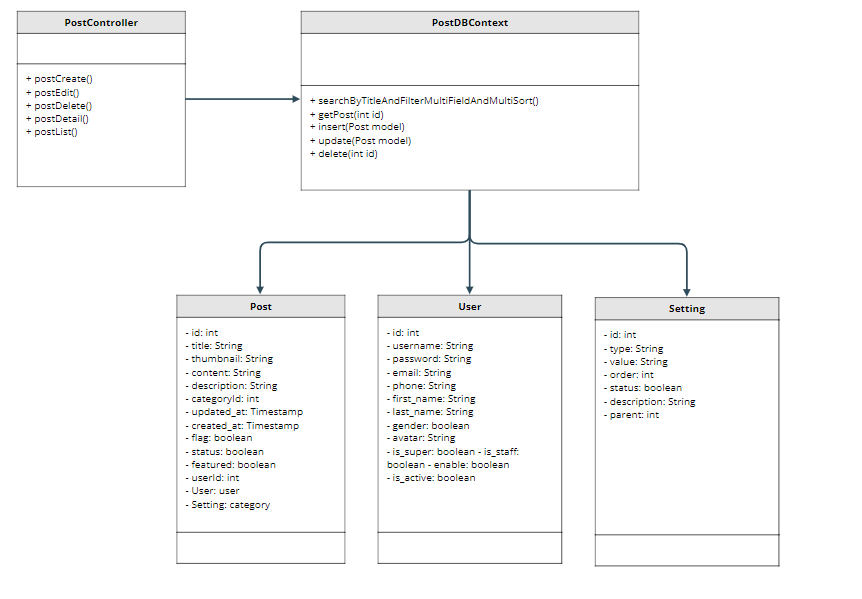 PostController
+ postCreate()
+ postEdit()
+ postDelete()
+ postDetail()
+ postList()
PostDBContext
+ searchByTitleAndFilterMultiFieldAndMultiSort()
+ getPost(int id)
+ insert(Post model)
+ update(Post model)
+ delete(int id)
Post
- id: int
- title: String
- thumbnail: String
- content: String
- description: String
- categoryId: int
- updated_at: Timestamp
- created_at: Timestamp
- flag: boolean
- status: boolean
- featured: boolean
- userId: int
- User: user
- Setting: category
User
- id: int
- username: String
- password: String
- email: String
- phone: String
- first_name: String
- last_name: String
- gender: boolean
- avatar: String
- is_super: boolean - is_staff:
boolean - enable: boolean
- is_active: boolean
Setting
- id: int
- type: String
- value: String
- order: int
- status: boolean
- description: String
- parent: int